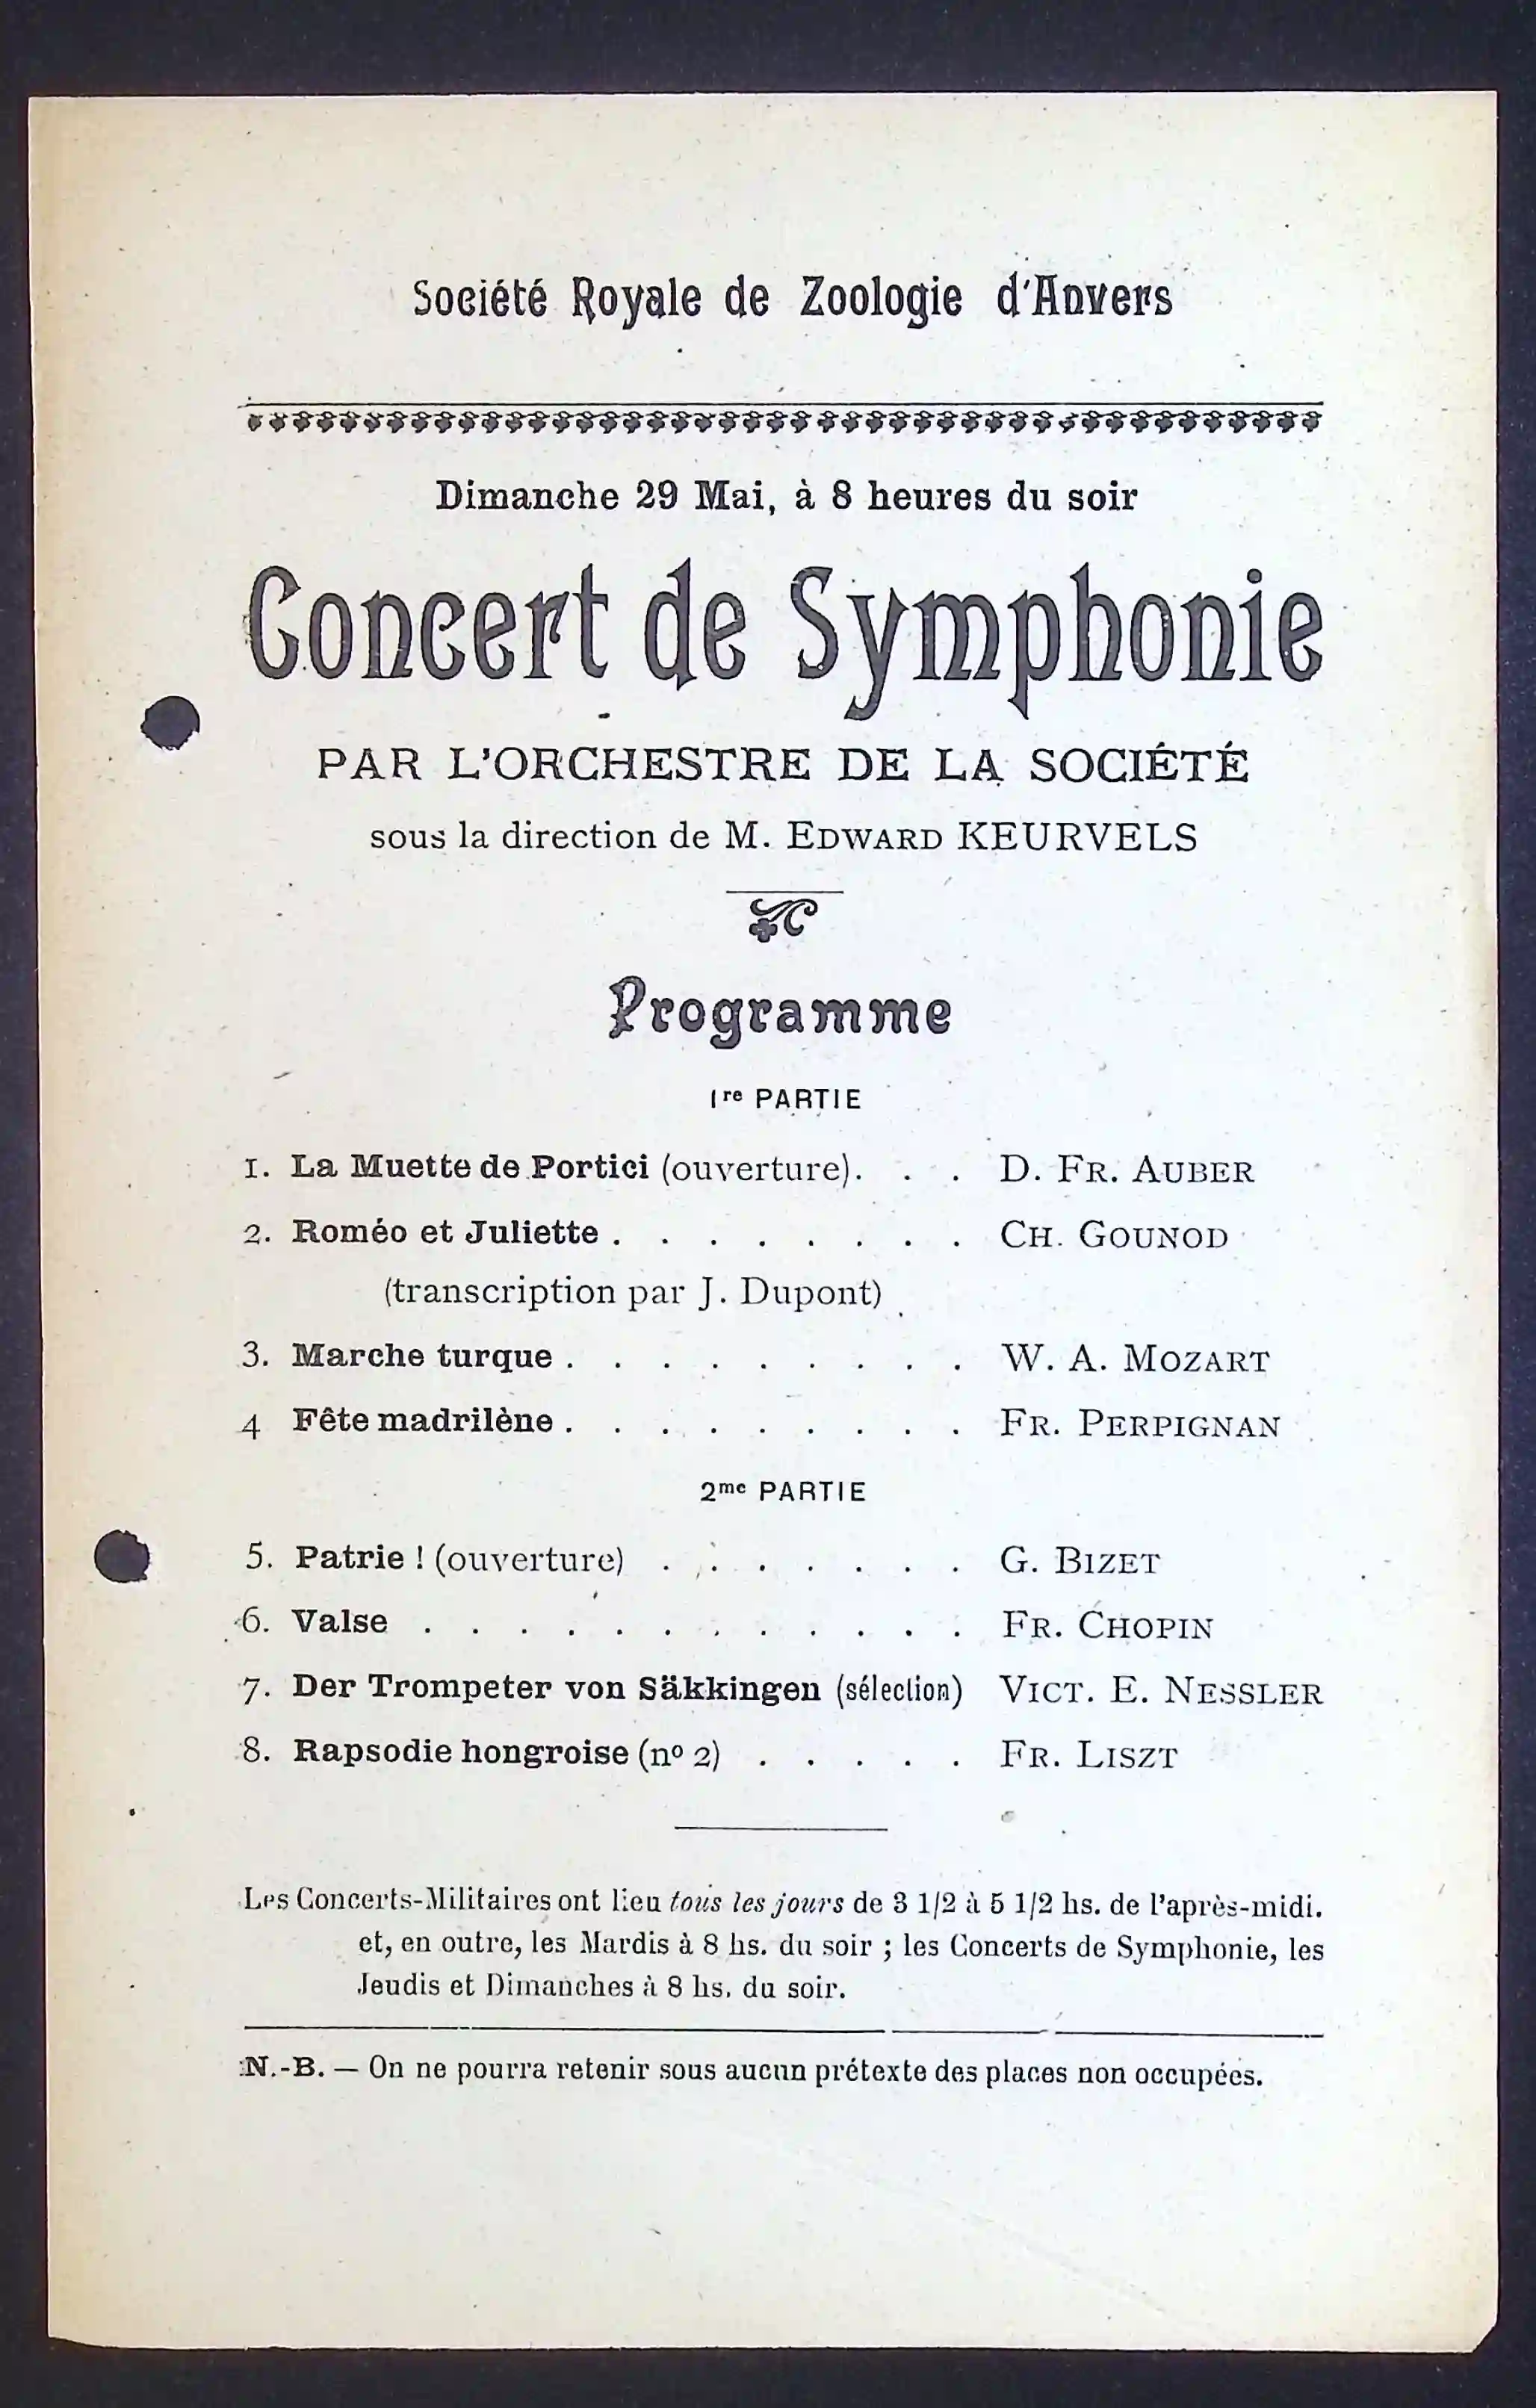 Société Royale de Zoologie d'Anvers
Dimanche 29 Mai, à 8 heures du soir
Concert de Symphonie
PAR L'ORCHESTRE DE LA SOCIÉTÉ
sous la direction de M. EDWARD KEURVELS
Programme
1re PARTIE
1. La Muette de Portici (ouverture). . . D. FR. AUBER
2. Roméo et Juliette . . . . . . . . CH. GOUNOD
(transcription par J. Dupont)
3. Marche turque . . . . . . . . . W. A. MOZART
4 Fête madrilène . . . . . . . . . FR. PERPIGNAN
2me PARTIE
5. Patrie ! (ouverture) . . . . . . . G. BIZET
6. Valse . . . . . . . . . . . . FR. CHOPIN
7. Der Trompeter von Säkkingen (sélection) VICT. E. NESSLER
8. Rapsodie hongroise (no 2) . . . . . FR. LISZT
Les Concerts-Militaires ont lieu tous les jours de 3 1/2 à 5 1/2 hs. de l'après-midi.
et, en outre, les Mardis à 8 hs. du soir ; les Concerts de Symphonie, les
Jeudis et Dimanches à 8 hs. du soir.
N.-B. — On ne pourra retenir sous aucun prétexte des places non occupées.